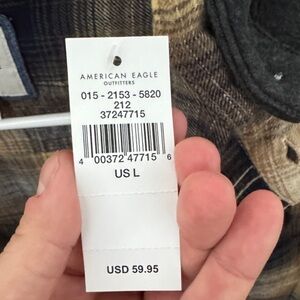 AMERICAN EAGLE
OUTFITTERS
015 - 2153 - 5820
212
37247715
4 00372 47715 6
US L
USD 59.95